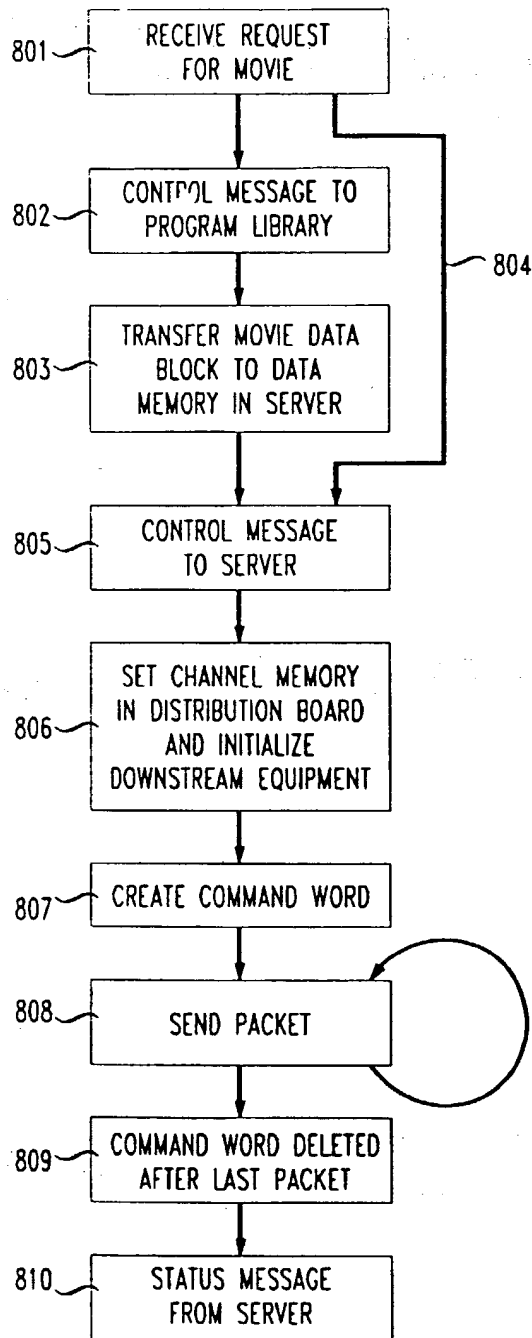 801
RECEIVE REQUEST
FOR MOVIE
802
CONTROL MESSAGE TO
PROGRAM LIBRARY
804
803
TRANSFER MOVIE DATA
BLOCK TO DATA
MEMORY IN SERVER
805
CONTROL MESSAGE
TO SERVER
806
SET CHANNEL MEMORY
IN DISTRIBUTION BOARD
AND INITIALIZE
DOWNSTREAM EQUIPMENT
807
CREATE COMMAND WORD
808
SEND PACKET
809
COMMAND WORD DELETED
AFTER LAST PACKET
810
STATUS MESSAGE
FROM SERVER